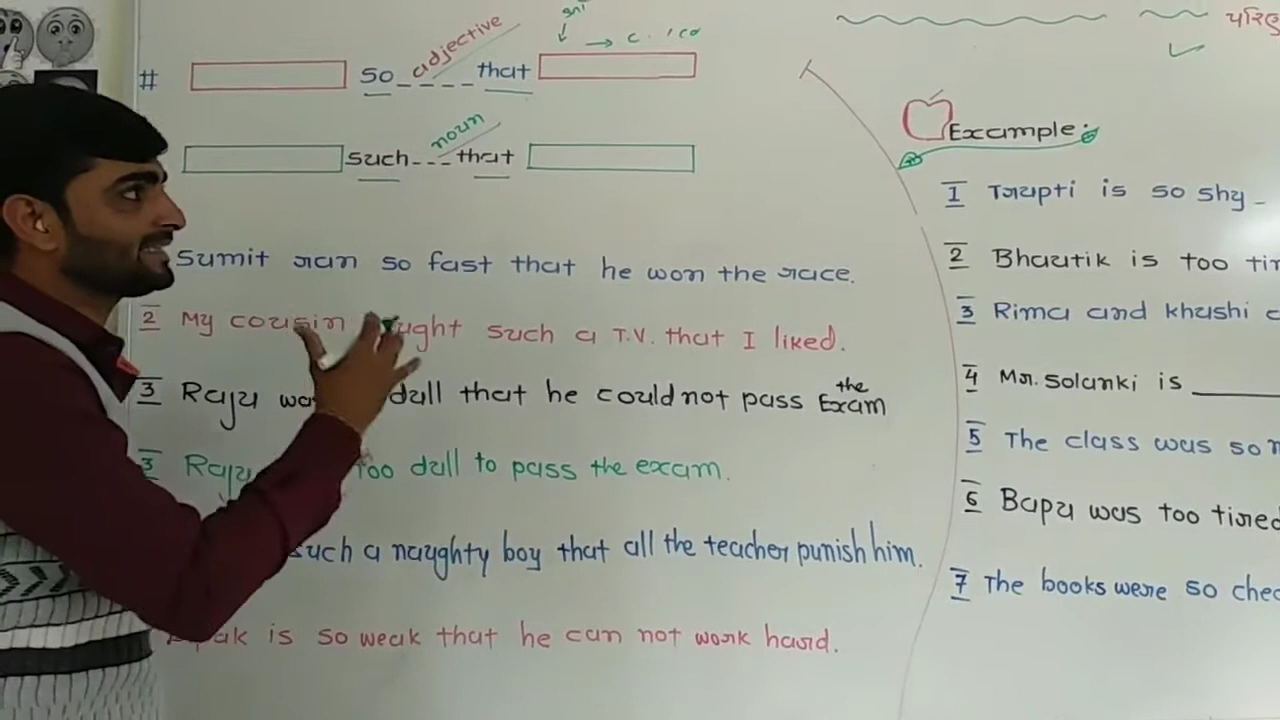 # so adjective that
such noun that
Sumit ran so fast that he won the race.
2 My cousin such a T.V. that I liked.
3 Raju dull that he could not pass the Exam
3 too dull to pass the exam.
such a naughty boy that all the teacher punish him.
is so weak that he can not work hard.
Example:
1 Trupti is so shy
2 Bhautik is too
3 Rima and khushi
4 Mr. Solanki is
5 The class was so
6 Bapu was too tired
7 The books were so